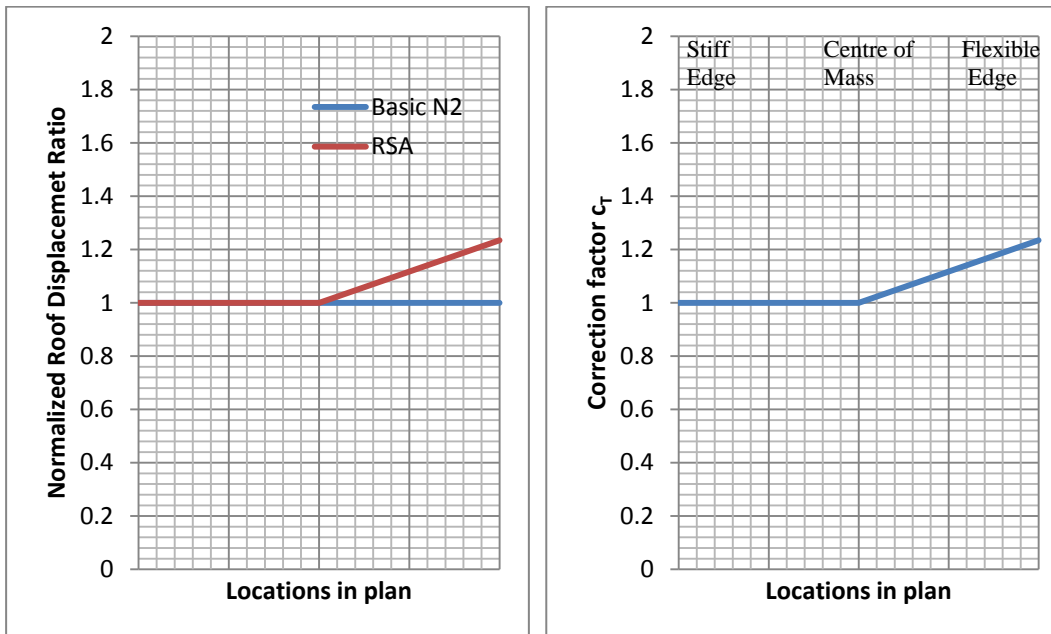 Normalized Roof Displacemet Ratio
2
1.8
1.6
1.4
1.2
1
0.8
0.6
0.4
0.2
0
Basic N2
RSA
Locations in plan
Correction factor cT
2
1.8
1.6
1.4
1.2
1
0.8
0.6
0.4
0.2
0
Stiff
Edge
Centre of
Mass
Flexible
Edge
Locations in plan